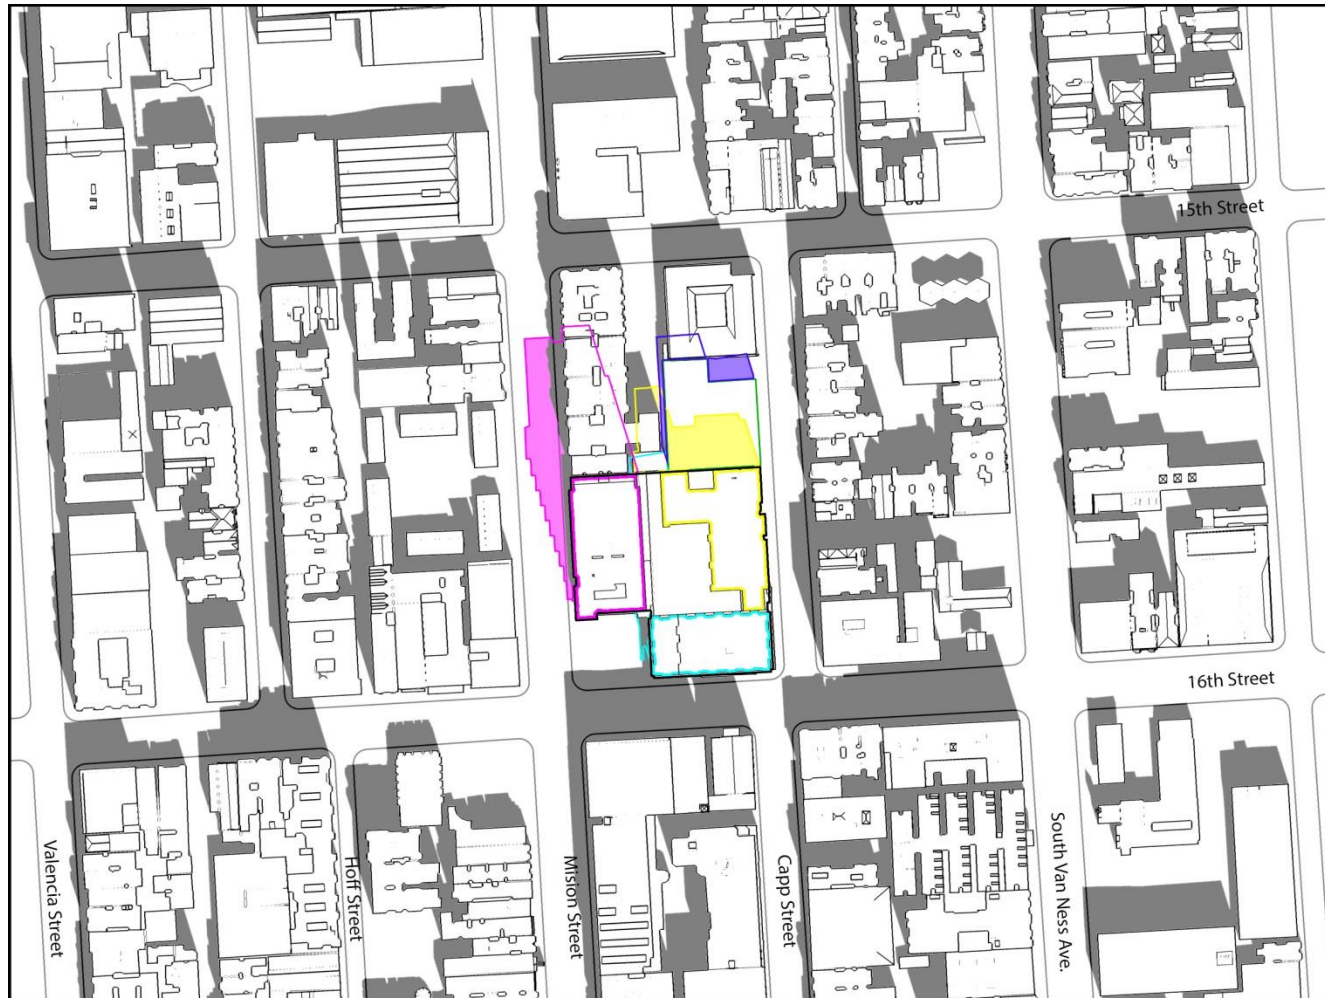 15th Street
16th Street
Valencia Street
Hoff Street
Mision Street
Capp Street
South Van Ness Ave.